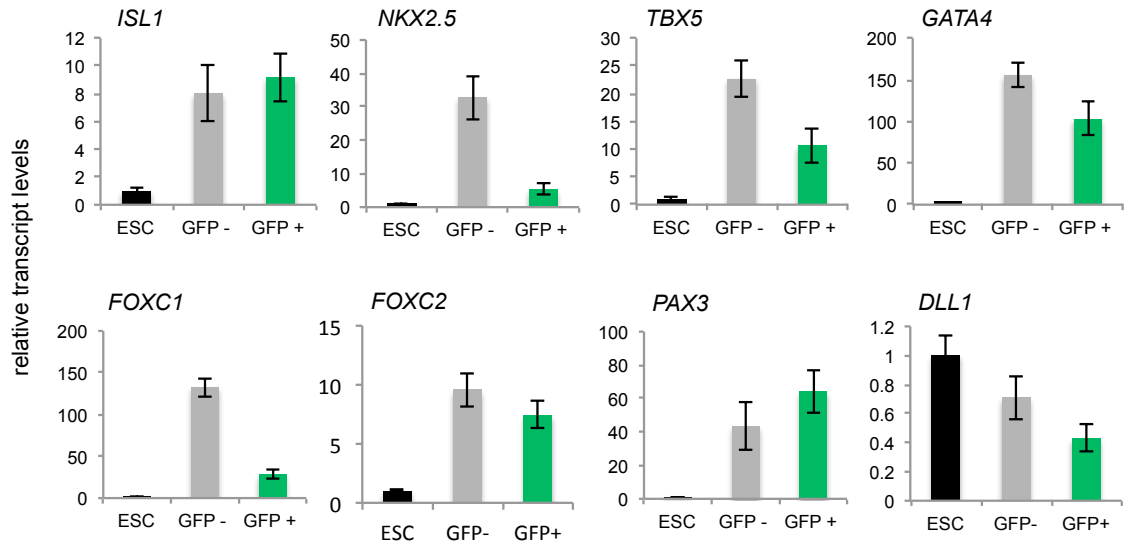 relative transcript levels
ISL1
12
10
8
6
4
2
0
ESC GFP - GFP +
NKX2.5
50
40
30
20
10
0
ESC GFP - GFP +
TBX5
30
25
20
15
10
5
0
ESC GFP - GFP +
GATA4
200
150
100
50
0
ESC GFP - GFP +
FOXC1
200
150
100
50
0
ESC GFP - GFP +
FOXC2
15
10
5
0
ESC GFP- GFP+
PAX3
100
80
60
40
20
0
ESC GFP - GFP +
DLL1
1.2
1
0.8
0.6
0.4
0.2
0
ESC GFP- GFP+